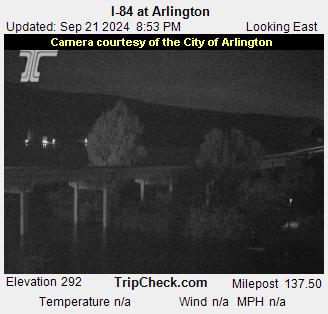 I-84 at Arlington
Updated: Sep 21 2024 8:53 PM Looking East
Camera courtesy of the City of Arlington
Elevation 292 TripCheck.com Milepost 137.50
Temperature n/a Wind n/a MPH n/a